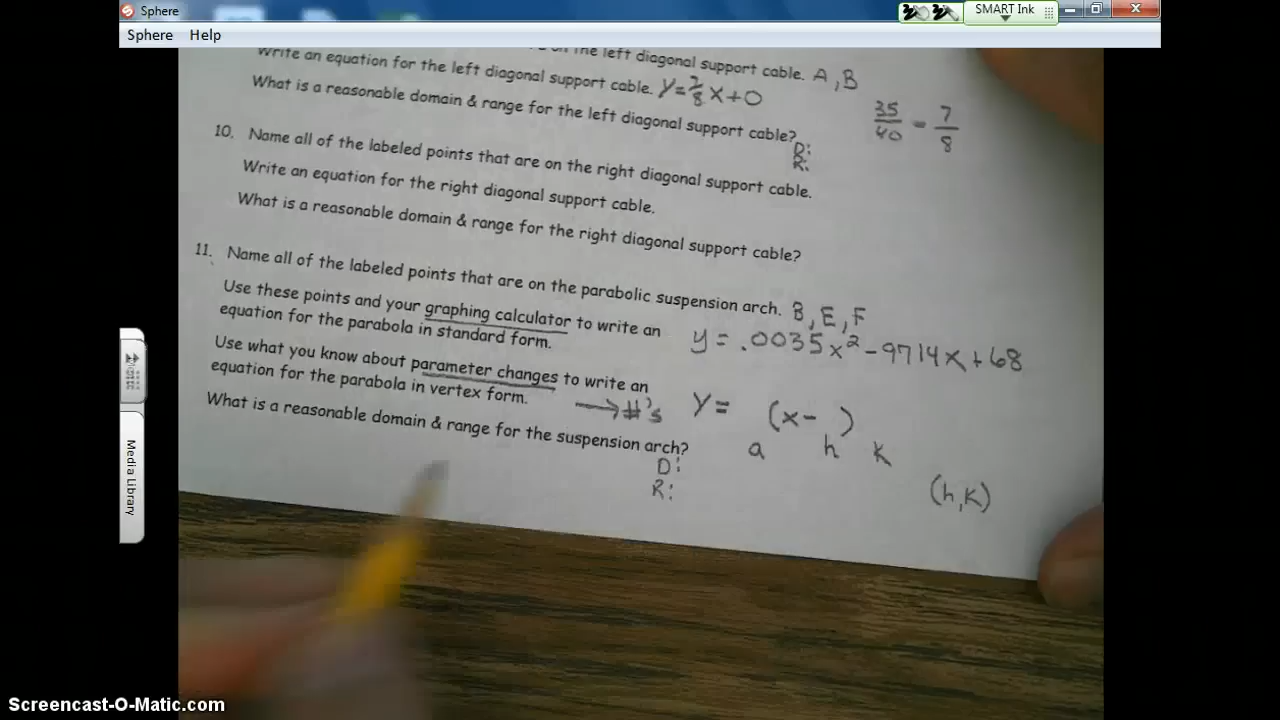 Sphere
SMART Ink
Sphere Help
the left diagonal support cable. A, B
Write an equation for the left diagonal support cable. y=7/8 x+0
What is a reasonable domain & range for the left diagonal support cable?
D:
R:
35/40 = 7/8
10. Name all of the labeled points that are on the right diagonal support cable.
Write an equation for the right diagonal support cable.
What is a reasonable domain & range for the right diagonal support cable?
11. Name all of the labeled points that are on the parabolic suspension arch. B, E, F
Use these points and your graphing calculator to write an
equation for the parabola in standard form.
y = .0035x² - 9714x + 68
Use what you know about parameter changes to write an
equation for the parabola in vertex form.
→ #'s
y = (x- )
a h k
(h,k)
What is a reasonable domain & range for the suspension arch?
D:
R:
Media Library
Screencast-O-Matic.com